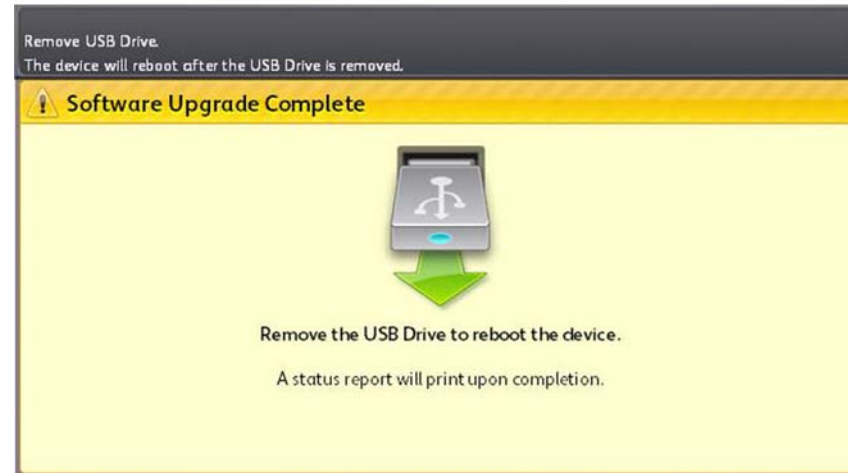 Remove USB Drive.
The device will reboot after the USB Drive is removed.
Software Upgrade Complete
Remove the USB Drive to reboot the device.
A status report will print upon completion.